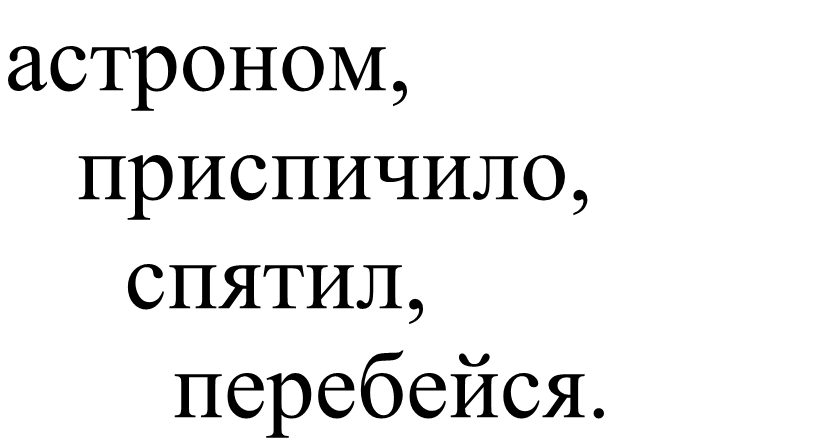 астроном,
приспичило,
спятил,
перебейся.